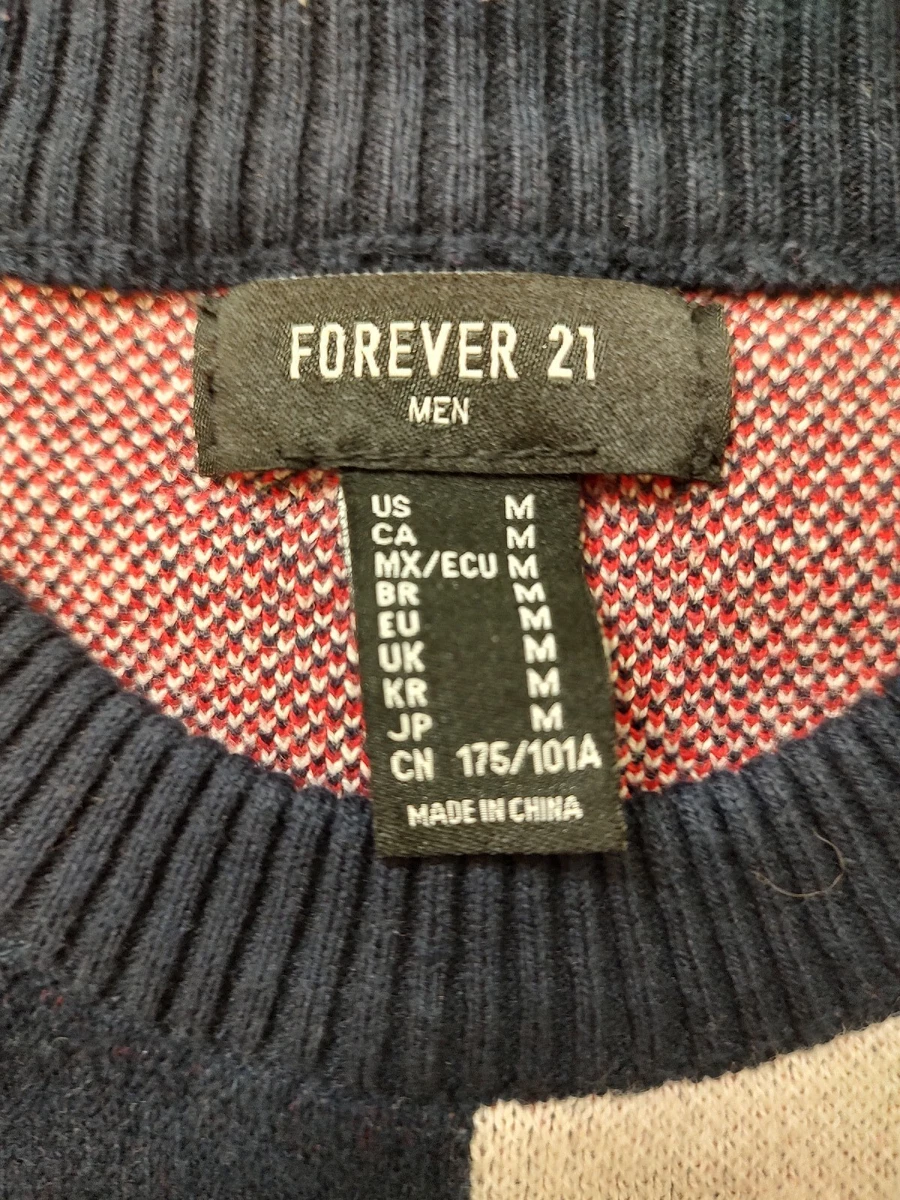 FOREVER 21
MEN
US M
CA M
MX/ECU M
BR M
EU M
UK M
KR M
JP M
CN 175/101A
MADE IN CHINA